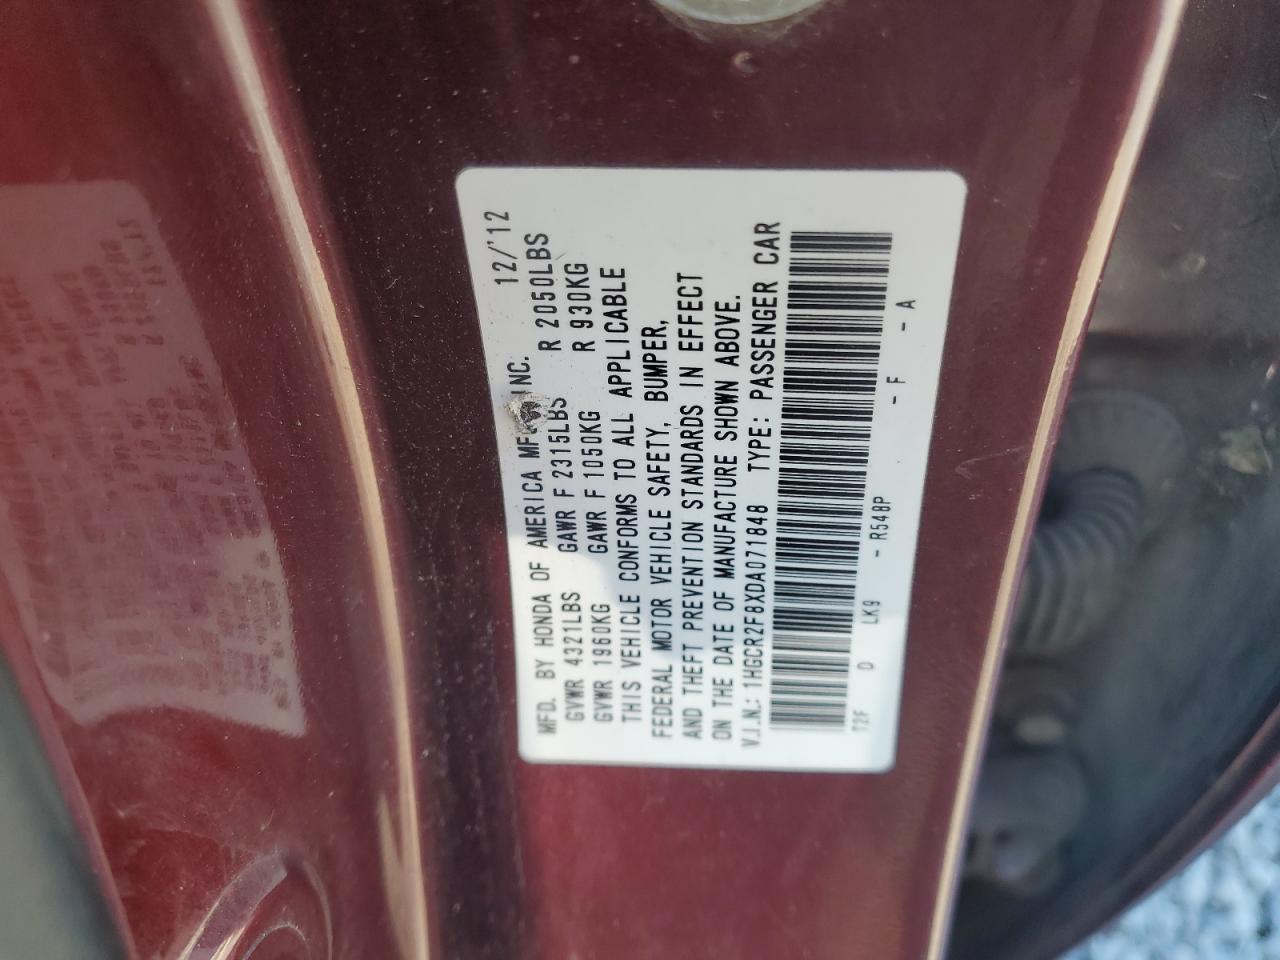 MFD. BY HONDA OF AMERICA MFG., INC. 12/'12
GVWR 4321LBS GAWR F 2315LBS R 2050LBS
GVWR 1960KG GAWR F 1050KG R 930KG
THIS VEHICLE CONFORMS TO ALL APPLICABLE
FEDERAL MOTOR VEHICLE SAFETY, BUMPER,
AND THEFT PREVENTION STANDARDS IN EFFECT
ON THE DATE OF MANUFACTURE SHOWN ABOVE.
V.I.N.: 1HGCR2F8XDA071848 TYPE: PASSENGER CAR
T2F D LK9 - R548P - F - A